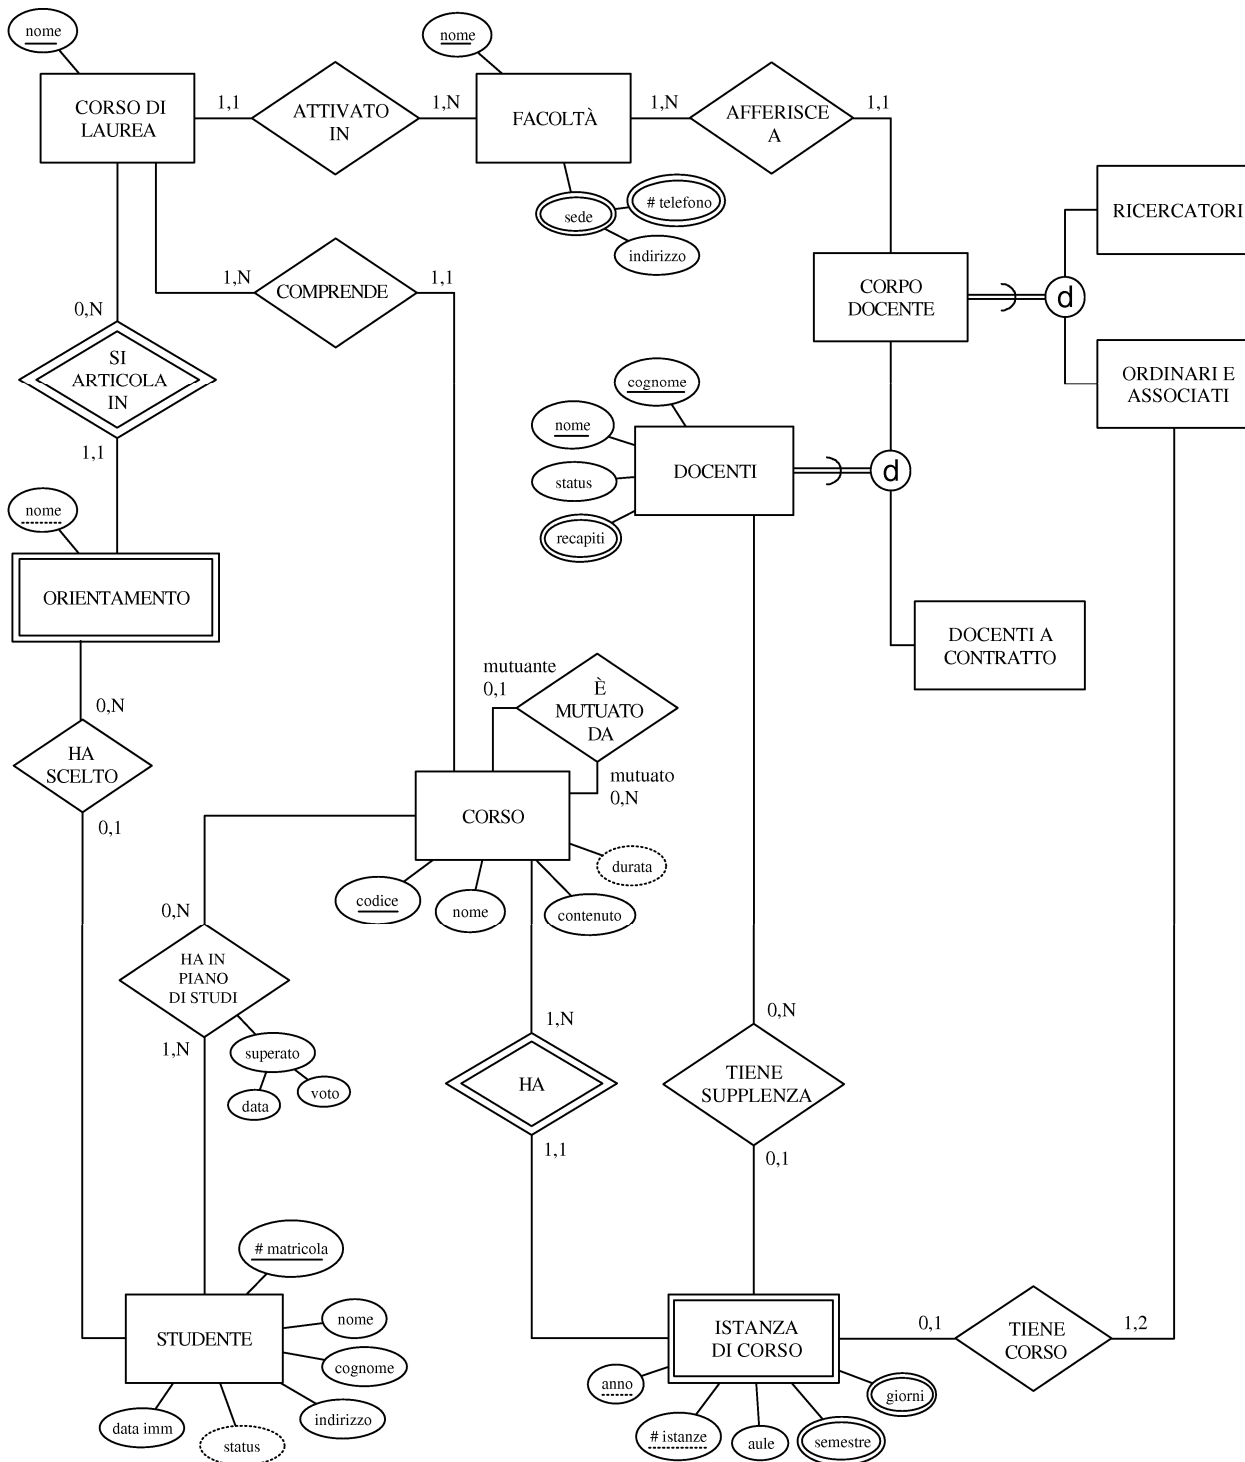 nome
nome
CORSO DI
LAUREA
1,1
ATTIVATO
IN
1,N
FACOLTÀ
1,N
AFFERISCE
A
1,1
sede
# telefono
indirizzo
RICERCATORI
COMPRENDE
1,N
1,1
CORPO
DOCENTE
d
0,N
SI
ARTICOLA
IN
1,1
ORDINARI E
ASSOCIATI
cognome
nome
status
recapiti
DOCENTI
d
nome
ORIENTAMENTO
DOCENTI A
CONTRATTO
mutuante
0,1
È
MUTUATO
DA
mutuato
0,N
0,N
HA
SCELTO
0,1
CORSO
durata
codice
nome
contenuto
0,N
HA IN
PIANO
DI STUDI
1,N
superato
data
voto
1,N
HA
1,1
0,N
TIENE
SUPPLENZA
0,1
# matricola
STUDENTE
nome
cognome
indirizzo
data imm
status
ISTANZA
DI CORSO
0,1
TIENE
CORSO
1,2
anno
# istanze
aule
semestre
giorni